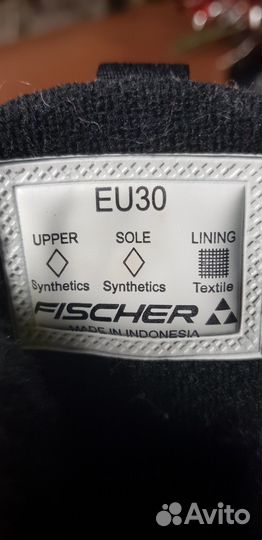 EU30
UPPER SOLE LINING
Synthetics Synthetics Textile
FISCHER
MADE IN INDONESIA
Avito